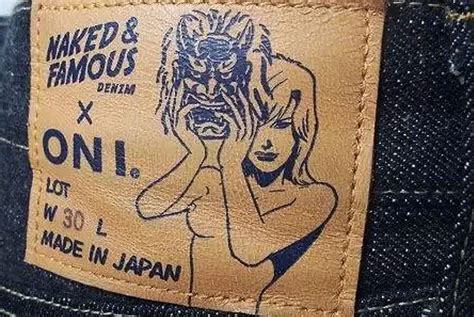 NAKED &
FAMOUS
DENIM
X
ONI.
LOT
W 30 L
MADE IN JAPAN